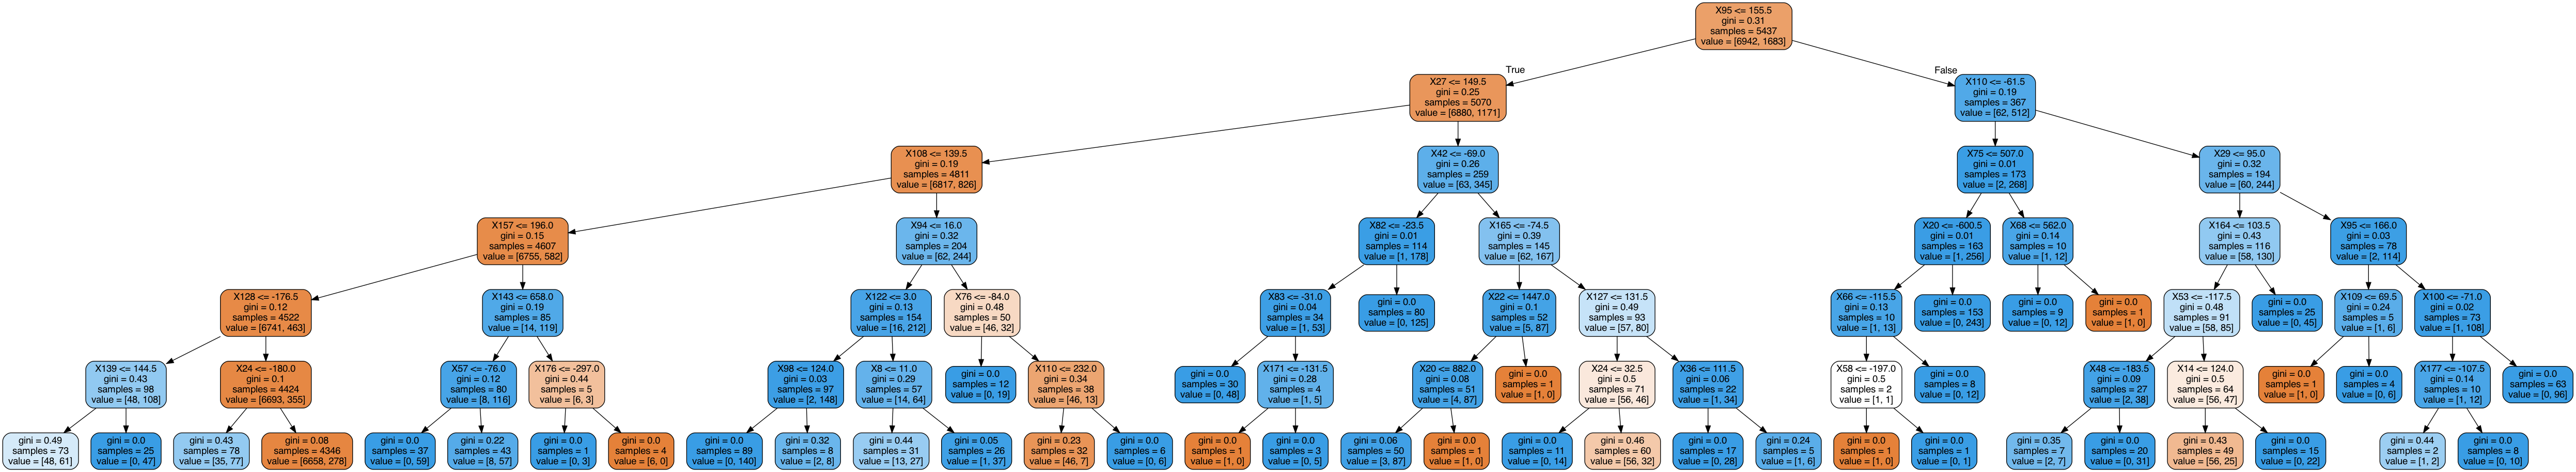 X95 <= 155.5
gini = 0.31
samples = 5437
value = [6942, 1683]
True
False
X27 <= 149.5
gini = 0.25
samples = 5070
value = [6880, 1171]
X110 <= -61.5
gini = 0.19
samples = 367
value = [62, 512]
X108 <= 139.5
gini = 0.19
samples = 4811
value = [6817, 826]
X42 <= -69.0
gini = 0.26
samples = 259
value = [63, 345]
X75 <= 507.0
gini = 0.01
samples = 173
value = [2, 268]
X29 <= 95.0
gini = 0.32
samples = 194
value = [60, 244]
X157 <= 196.0
gini = 0.15
samples = 4607
value = [6755, 582]
X94 <= 16.0
gini = 0.32
samples = 204
value = [62, 244]
X82 <= -23.5
gini = 0.01
samples = 114
value = [1, 178]
X165 <= -74.5
gini = 0.39
samples = 145
value = [62, 167]
X20 <= -600.5
gini = 0.01
samples = 163
value = [1, 256]
X68 <= 562.0
gini = 0.14
samples = 10
value = [1, 12]
X164 <= 103.5
gini = 0.43
samples = 116
value = [58, 130]
X95 <= 166.0
gini = 0.03
samples = 78
value = [2, 114]
X128 <= -176.5
gini = 0.12
samples = 4522
value = [6741, 463]
X143 <= 658.0
gini = 0.19
samples = 85
value = [14, 119]
X122 <= 3.0
gini = 0.13
samples = 154
value = [16, 212]
X76 <= -84.0
gini = 0.48
samples = 50
value = [46, 32]
X83 <= -31.0
gini = 0.04
samples = 34
value = [1, 53]
gini = 0.0
samples = 80
value = [0, 125]
X22 <= 1447.0
gini = 0.1
samples = 52
value = [5, 87]
X127 <= 131.5
gini = 0.49
samples = 93
value = [57, 80]
X66 <= -115.5
gini = 0.13
samples = 10
value = [1, 13]
gini = 0.0
samples = 153
value = [0, 243]
gini = 0.0
samples = 9
value = [0, 12]
gini = 0.0
samples = 1
value = [1, 0]
X53 <= -117.5
gini = 0.48
samples = 91
value = [58, 85]
gini = 0.0
samples = 25
value = [0, 45]
X109 <= 69.5
gini = 0.24
samples = 5
value = [1, 6]
X100 <= -71.0
gini = 0.02
samples = 73
value = [1, 108]
X139 <= 144.5
gini = 0.43
samples = 98
value = [48, 108]
X24 <= -180.0
gini = 0.1
samples = 4424
value = [6693, 355]
X57 <= -76.0
gini = 0.12
samples = 80
value = [8, 116]
X176 <= -297.0
gini = 0.44
samples = 5
value = [6, 3]
X98 <= 124.0
gini = 0.03
samples = 97
value = [2, 148]
X8 <= 11.0
gini = 0.29
samples = 57
value = [14, 64]
gini = 0.0
samples = 12
value = [0, 19]
X110 <= 232.0
gini = 0.34
samples = 38
value = [46, 13]
gini = 0.0
samples = 30
value = [0, 48]
X171 <= -131.5
gini = 0.28
samples = 4
value = [1, 5]
X20 <= 882.0
gini = 0.08
samples = 51
value = [4, 87]
gini = 0.0
samples = 1
value = [1, 0]
X24 <= 32.5
gini = 0.5
samples = 71
value = [56, 46]
X36 <= 111.5
gini = 0.06
samples = 22
value = [1, 34]
X58 <= -197.0
gini = 0.5
samples = 2
value = [1, 1]
gini = 0.0
samples = 8
value = [0, 12]
X48 <= -183.5
gini = 0.09
samples = 27
value = [2, 38]
X14 <= 124.0
gini = 0.5
samples = 64
value = [56, 47]
gini = 0.0
samples = 1
value = [1, 0]
gini = 0.0
samples = 4
value = [0, 6]
X177 <= -107.5
gini = 0.14
samples = 10
value = [1, 12]
gini = 0.0
samples = 63
value = [0, 96]
gini = 0.49
samples = 73
value = [48, 61]
gini = 0.0
samples = 25
value = [0, 47]
gini = 0.43
samples = 78
value = [35, 77]
gini = 0.08
samples = 4346
value = [6658, 278]
gini = 0.0
samples = 37
value = [0, 59]
gini = 0.22
samples = 43
value = [8, 57]
gini = 0.0
samples = 1
value = [0, 3]
gini = 0.0
samples = 4
value = [6, 0]
gini = 0.0
samples = 89
value = [0, 140]
gini = 0.32
samples = 8
value = [2, 8]
gini = 0.44
samples = 31
value = [13, 27]
gini = 0.05
samples = 26
value = [1, 37]
gini = 0.23
samples = 32
value = [46, 7]
gini = 0.0
samples = 6
value = [0, 6]
gini = 0.0
samples = 1
value = [1, 0]
gini = 0.0
samples = 3
value = [0, 5]
gini = 0.06
samples = 50
value = [3, 87]
gini = 0.0
samples = 1
value = [1, 0]
gini = 0.0
samples = 11
value = [0, 14]
gini = 0.46
samples = 60
value = [56, 32]
gini = 0.0
samples = 17
value = [0, 28]
gini = 0.24
samples = 5
value = [1, 6]
gini = 0.0
samples = 1
value = [1, 0]
gini = 0.0
samples = 1
value = [0, 1]
gini = 0.35
samples = 7
value = [2, 7]
gini = 0.0
samples = 20
value = [0, 31]
gini = 0.43
samples = 49
value = [56, 25]
gini = 0.0
samples = 15
value = [0, 22]
gini = 0.44
samples = 2
value = [1, 2]
gini = 0.0
samples = 8
value = [0, 10]